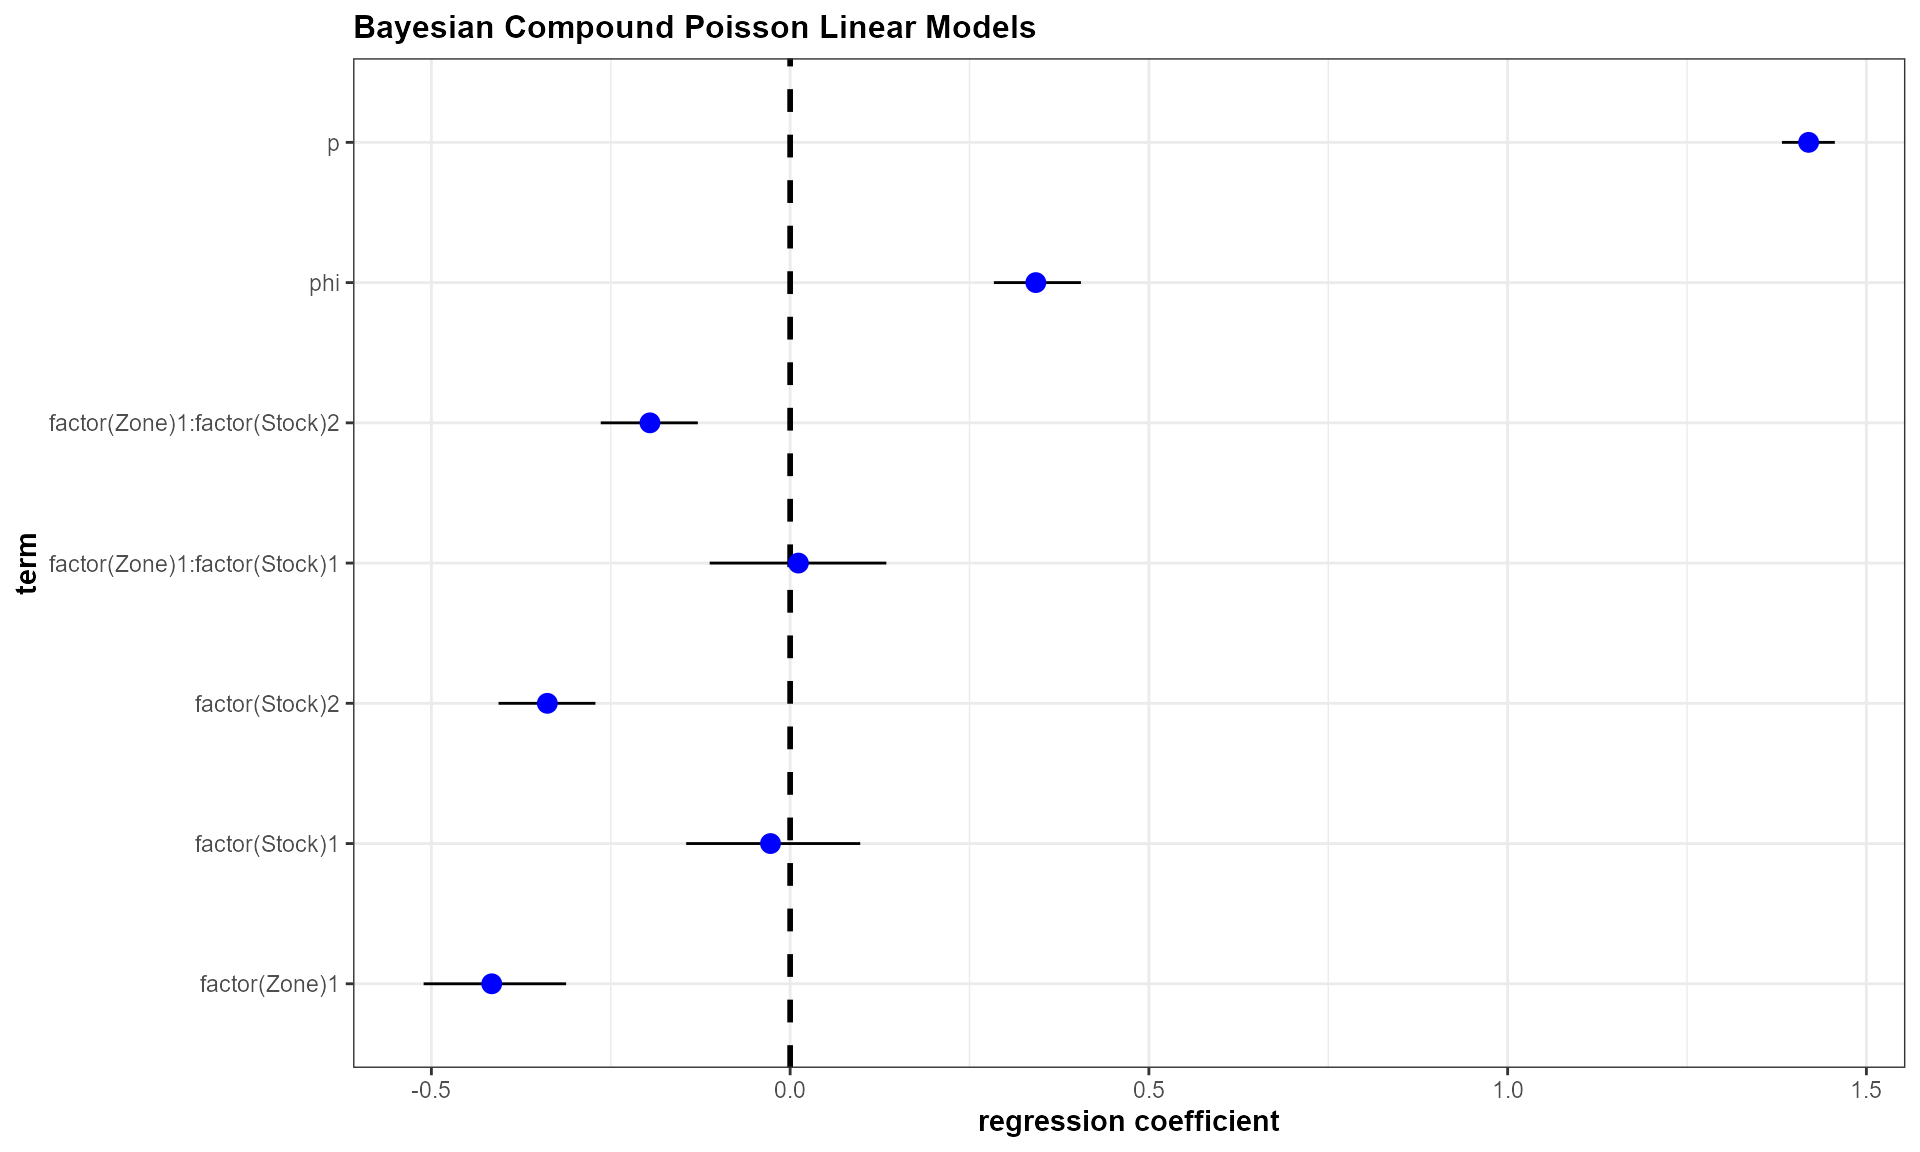 Bayesian Compound Poisson Linear Models
p
phi
factor(Zone)1:factor(Stock)2
factor(Zone)1:factor(Stock)1
factor(Stock)2
factor(Stock)1
factor(Zone)1
term
-0.5 0.0 0.5 1.0 1.5
regression coefficient